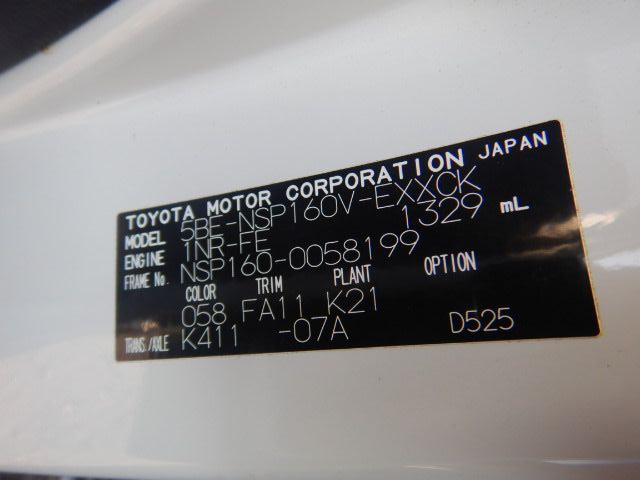 TOYOTA MOTOR CORPORATION JAPAN
MODEL 5BE-NSP160V-EXXCK
ENGINE 1NR-FE 1329 mL
FRAME No. NSP160-0058199
COLOR TRIM PLANT OPTION
058 FA11 K21
TRANS./AXLE K411 -07A D525